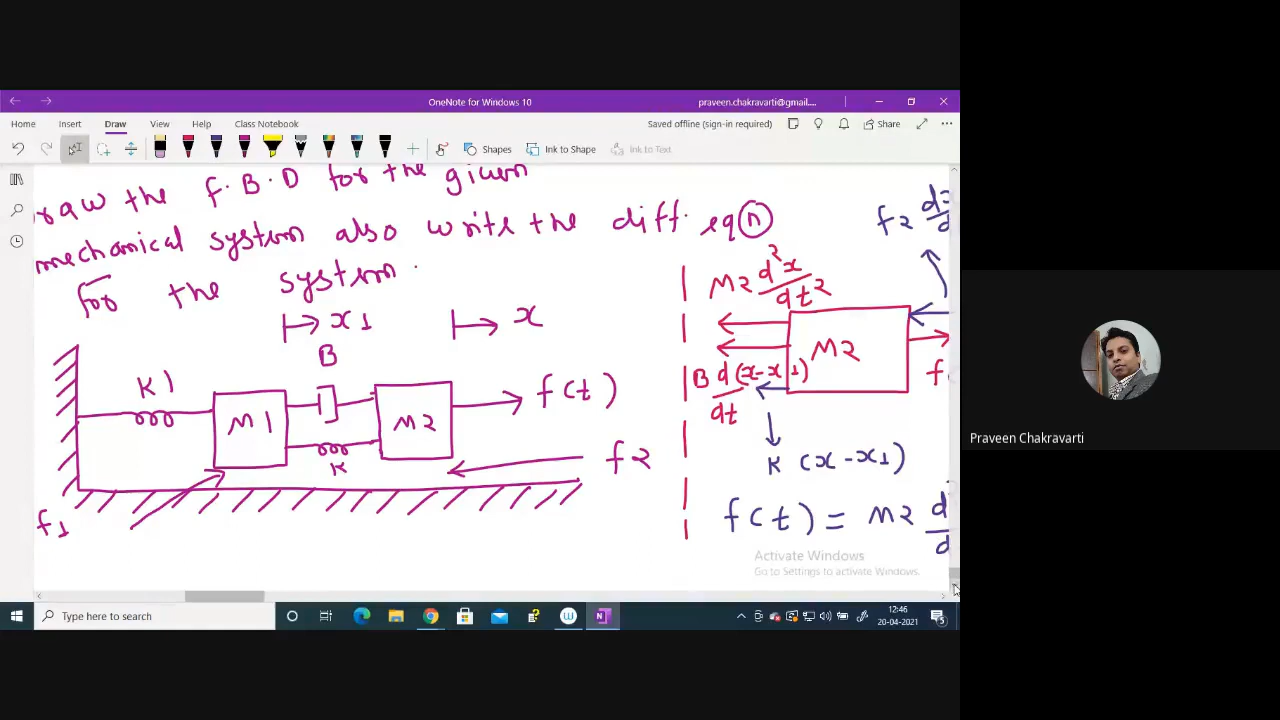 OneNote for Windows 10
praveen.chakravarti@gmail....
Home Insert Draw View Help Class Notebook
Saved offline (sign-in required)
Share
Shapes
Ink to Shape
Ink to Text
raw the f.B.D for the given
mechanical system also write the diff. eq(n)
for the system
x1
x
B
K1
M1
M2
f(t)
K
f2
f1
f2 dx/d
M2 d²x/dt2
M2
f
B d(x-x1)/dt
K (x-x1)
f(t) = M2 d/d
Activate Windows
Go to Settings to activate Windows.
Type here to search
12:46
20-04-2021
5
Praveen Chakravarti